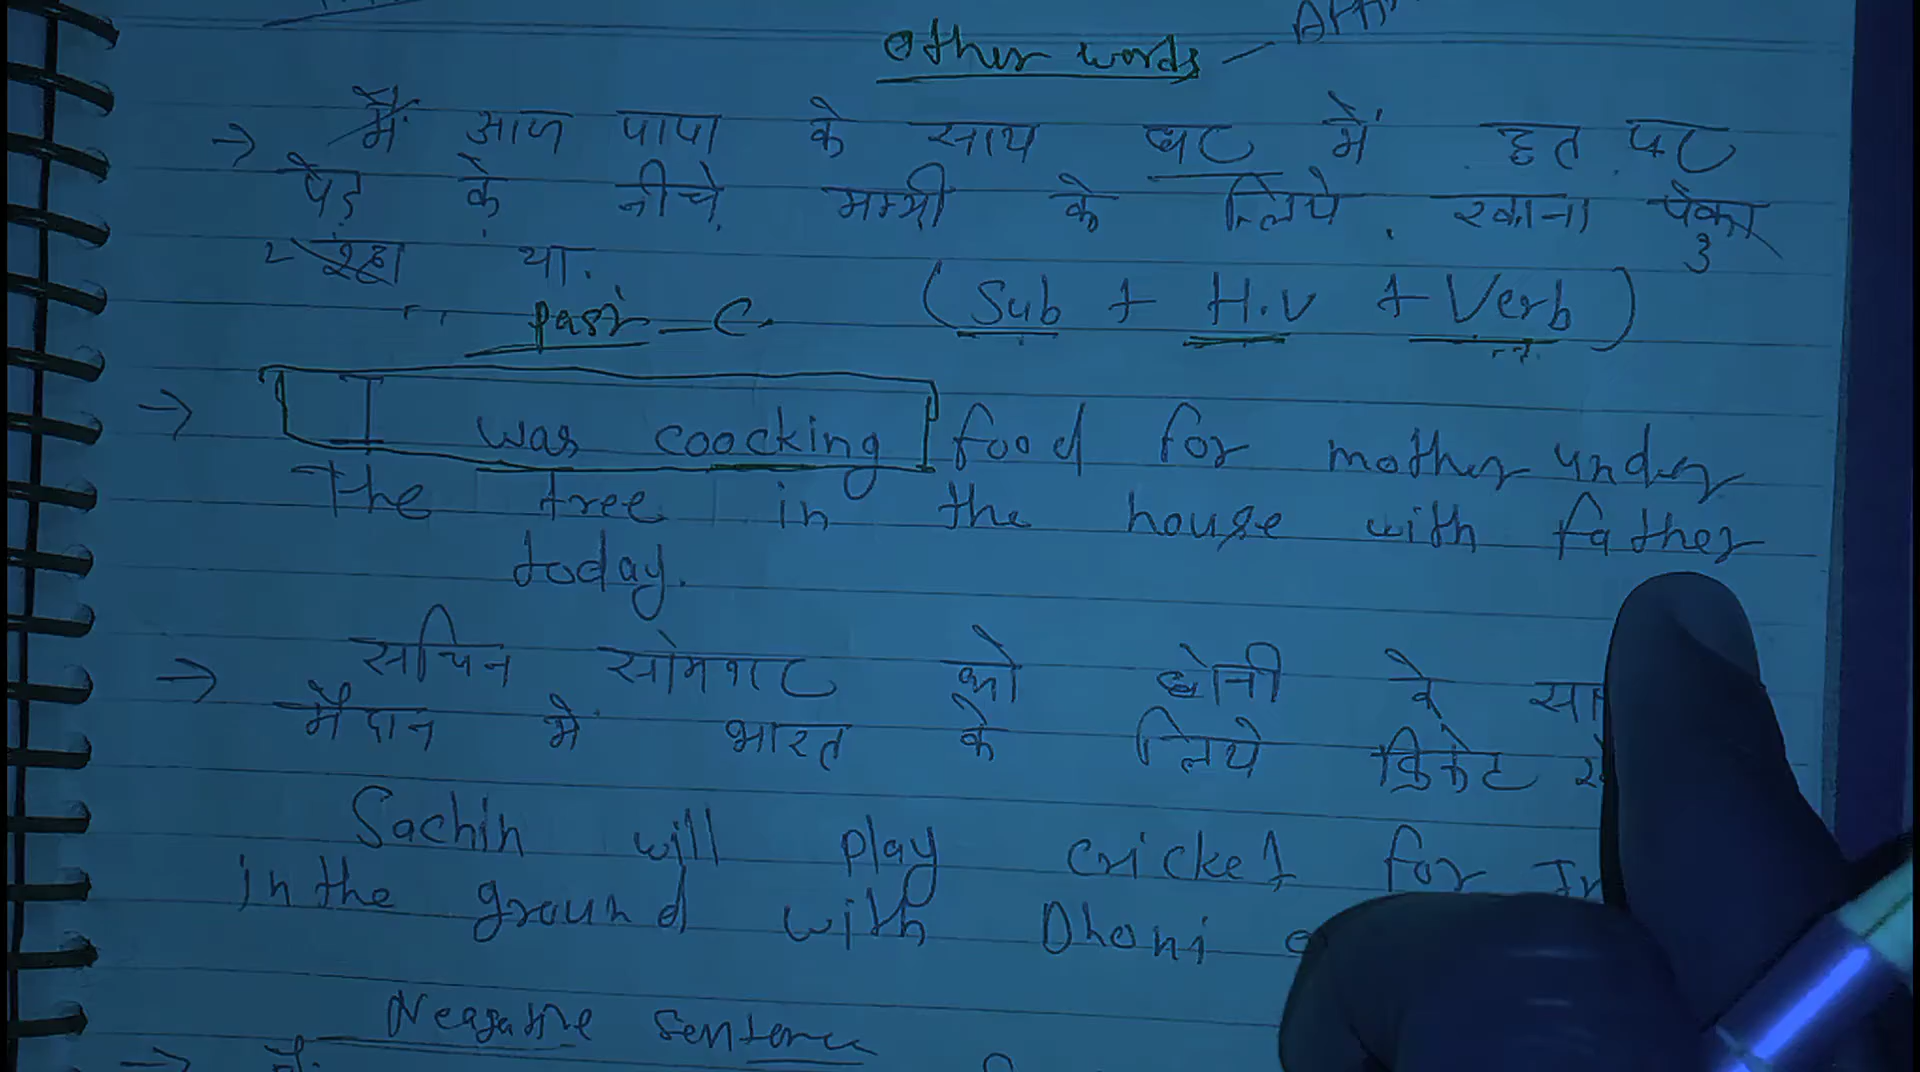 Other words -
→ मैं आज पापा के साथ घर में छत पर
पेड़ के नीचे मम्मी के लिये खाना पका
2 रहा था. 3
Past - C. (Sub + H.V + Verb)
→ I was coocking food for mother under
The tree in the house with father
today.
→ सचिन सोमवार को धोनी के
मैदान में भारत के लिये क्रिकेट
Sachin will play cricket for
in the ground with Dhoni
Negative Sentence
→